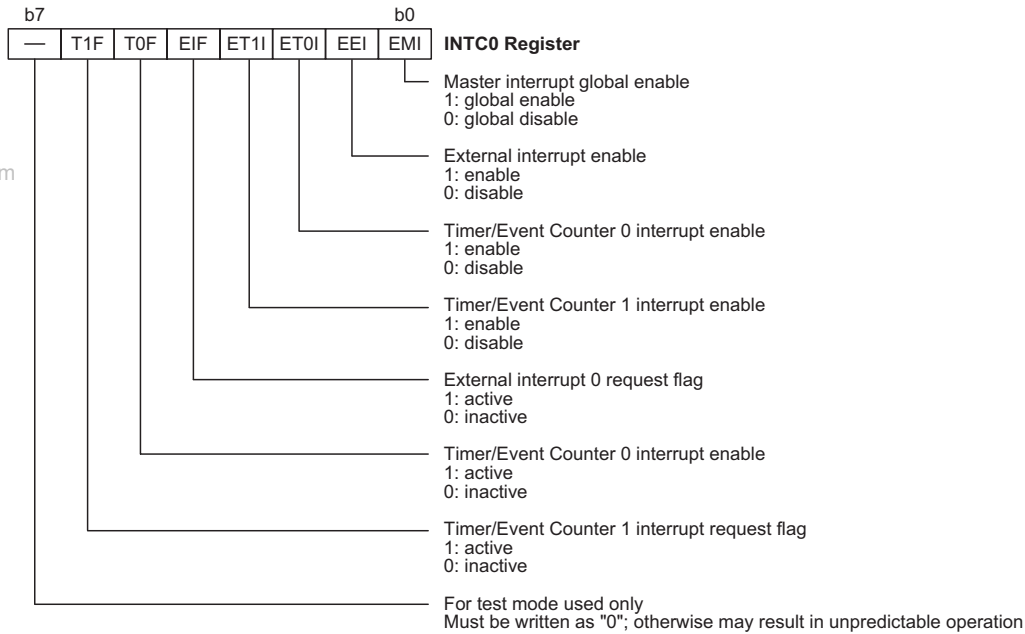 b7 b0
— T1F T0F EIF ET1I ET0I EEI EMI INTC0 Register
Master interrupt global enable
1: global enable
0: global disable
External interrupt enable
1: enable
0: disable
m
Timer/Event Counter 0 interrupt enable
1: enable
0: disable
Timer/Event Counter 1 interrupt enable
1: enable
0: disable
External interrupt 0 request flag
1: active
0: inactive
Timer/Event Counter 0 interrupt enable
1: active
0: inactive
Timer/Event Counter 1 interrupt request flag
1: active
0: inactive
For test mode used only
Must be written as "0"; otherwise may result in unpredictable operation